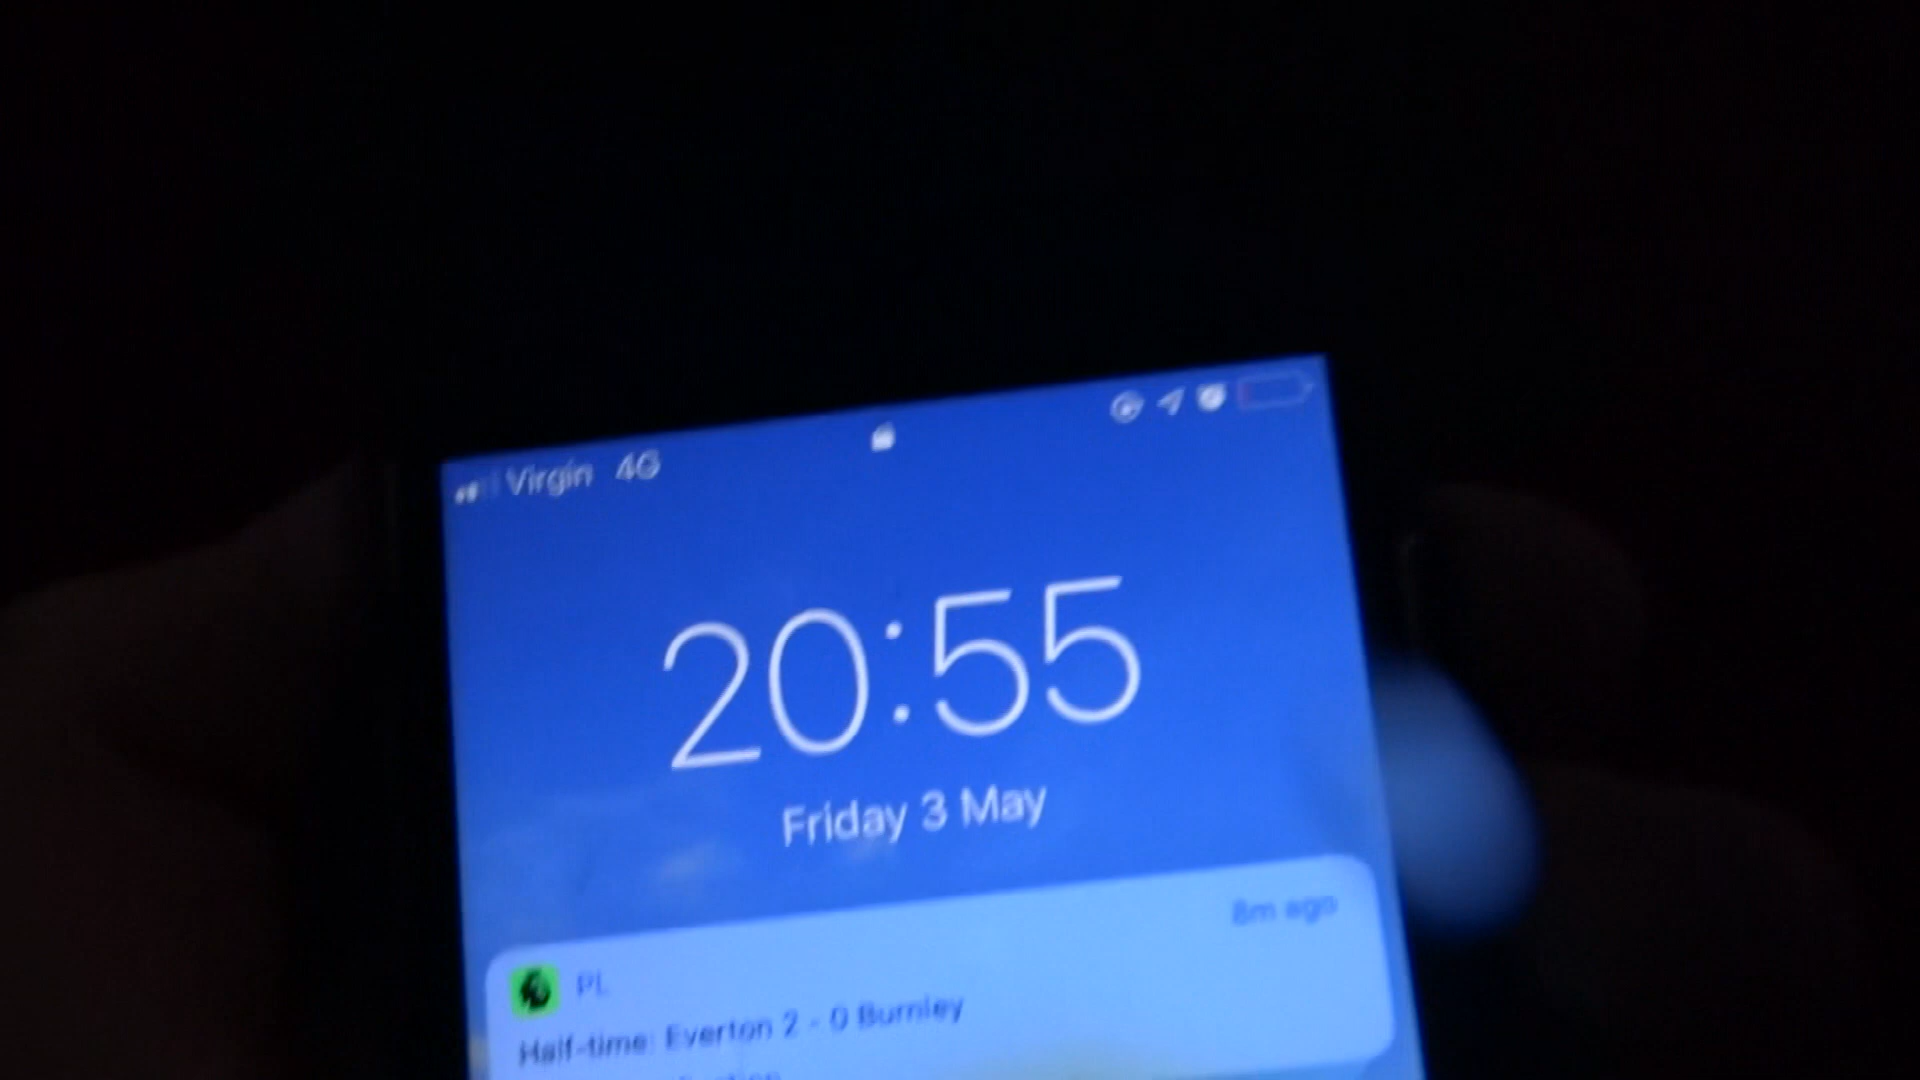 Virgin 4G
20:55
Friday 3 May
8m ago
PL
Half-time: Everton 2 - 0 Burnley